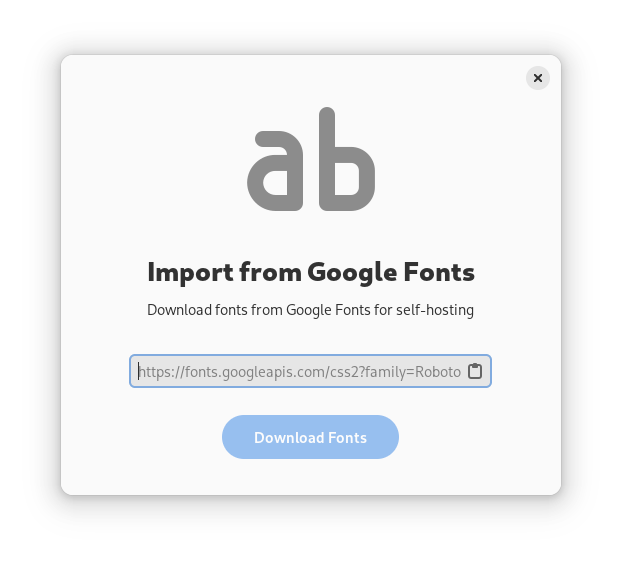 ab
Import from Google Fonts
Download fonts from Google Fonts for self-hosting
https://fonts.googleapis.com/css2?family=Roboto
Download Fonts